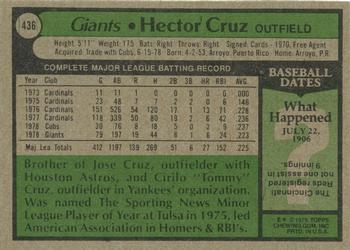 436 Giants • Hector Cruz OUTFIELD
Height: 5'11" Weight: 175 Bats: Right Throws: Right Signed: Cards - 1970, Free Agent
Acquired: Trade with Cubs, 6-15-78 Born: 4-2-53, Arroyo, Puerto Rico Home: Arroyo, P.R.
COMPLETE MAJOR LEAGUE BATTING RECORD
YEAR CLUB G AB R H 2B 3B HR RBI AVG.
1973 Cardinals 11 11 1 0 0 0 0 0 .000
1975 Cardinals 23 48 7 7 2 2 0 6 .146
1976 Cardinals 151 526 54 120 17 1 13 71 .228
1977 Cardinals 118 339 50 80 19 2 6 42 .236
1978 Cubs 30 76 8 18 5 0 2 9 .237
1978 Giants 79 197 19 44 8 1 6 24 .223
Maj. Lea. Totals 412 1197 139 269 51 6 27 152 .225
BASEBALL DATES
What Happened
JULY 22, 1906
?
The Cincinnati Reds registered not one assist in 9 innings.
Brother of Jose Cruz, outfielder with
Houston Astros, and Cirilo "Tommy"
Cruz, outfielder in Yankees' organization.
Was named The Sporting News Minor
League Player of Year at Tulsa in 1975, led
American Association in Homers & RBI's.
© 1979 TOPPS
CHEWING GUM, INC.
PRTD. IN U.S.A.